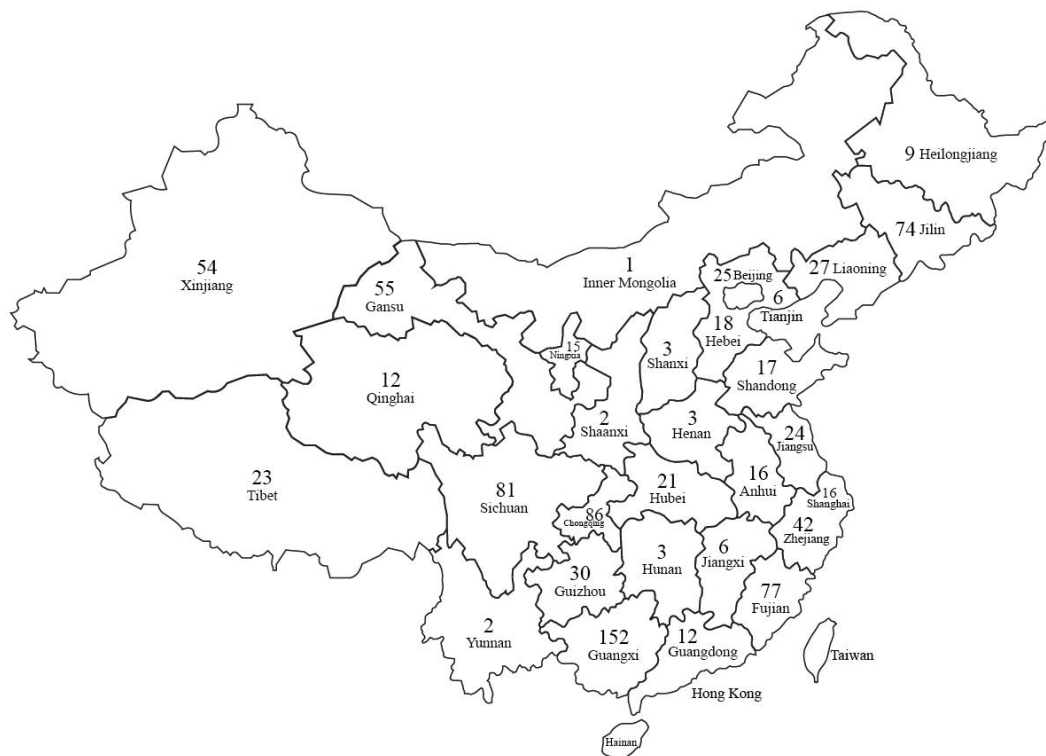 9 Heilongjiang
74 Jilin
27 Liaoning
1
Inner Mongolia
25 Beijing
6
Tianjin
54
Xinjiang
55
Gansu
18
Hebei
15
Ningxia
3
Shanxi
17
Shandong
12
Qinghai
2
Shaanxi
3
Henan
24
Jiangsu
23
Tibet
81
Sichuan
21
Hubei
16
Anhui
16
Shanghai
86
Chongqing
42
Zhejiang
30
Guizhou
3
Hunan
6
Jiangxi
77
Fujian
2
Yunnan
152
Guangxi
12
Guangdong
Taiwan
Hong Kong
Hainan